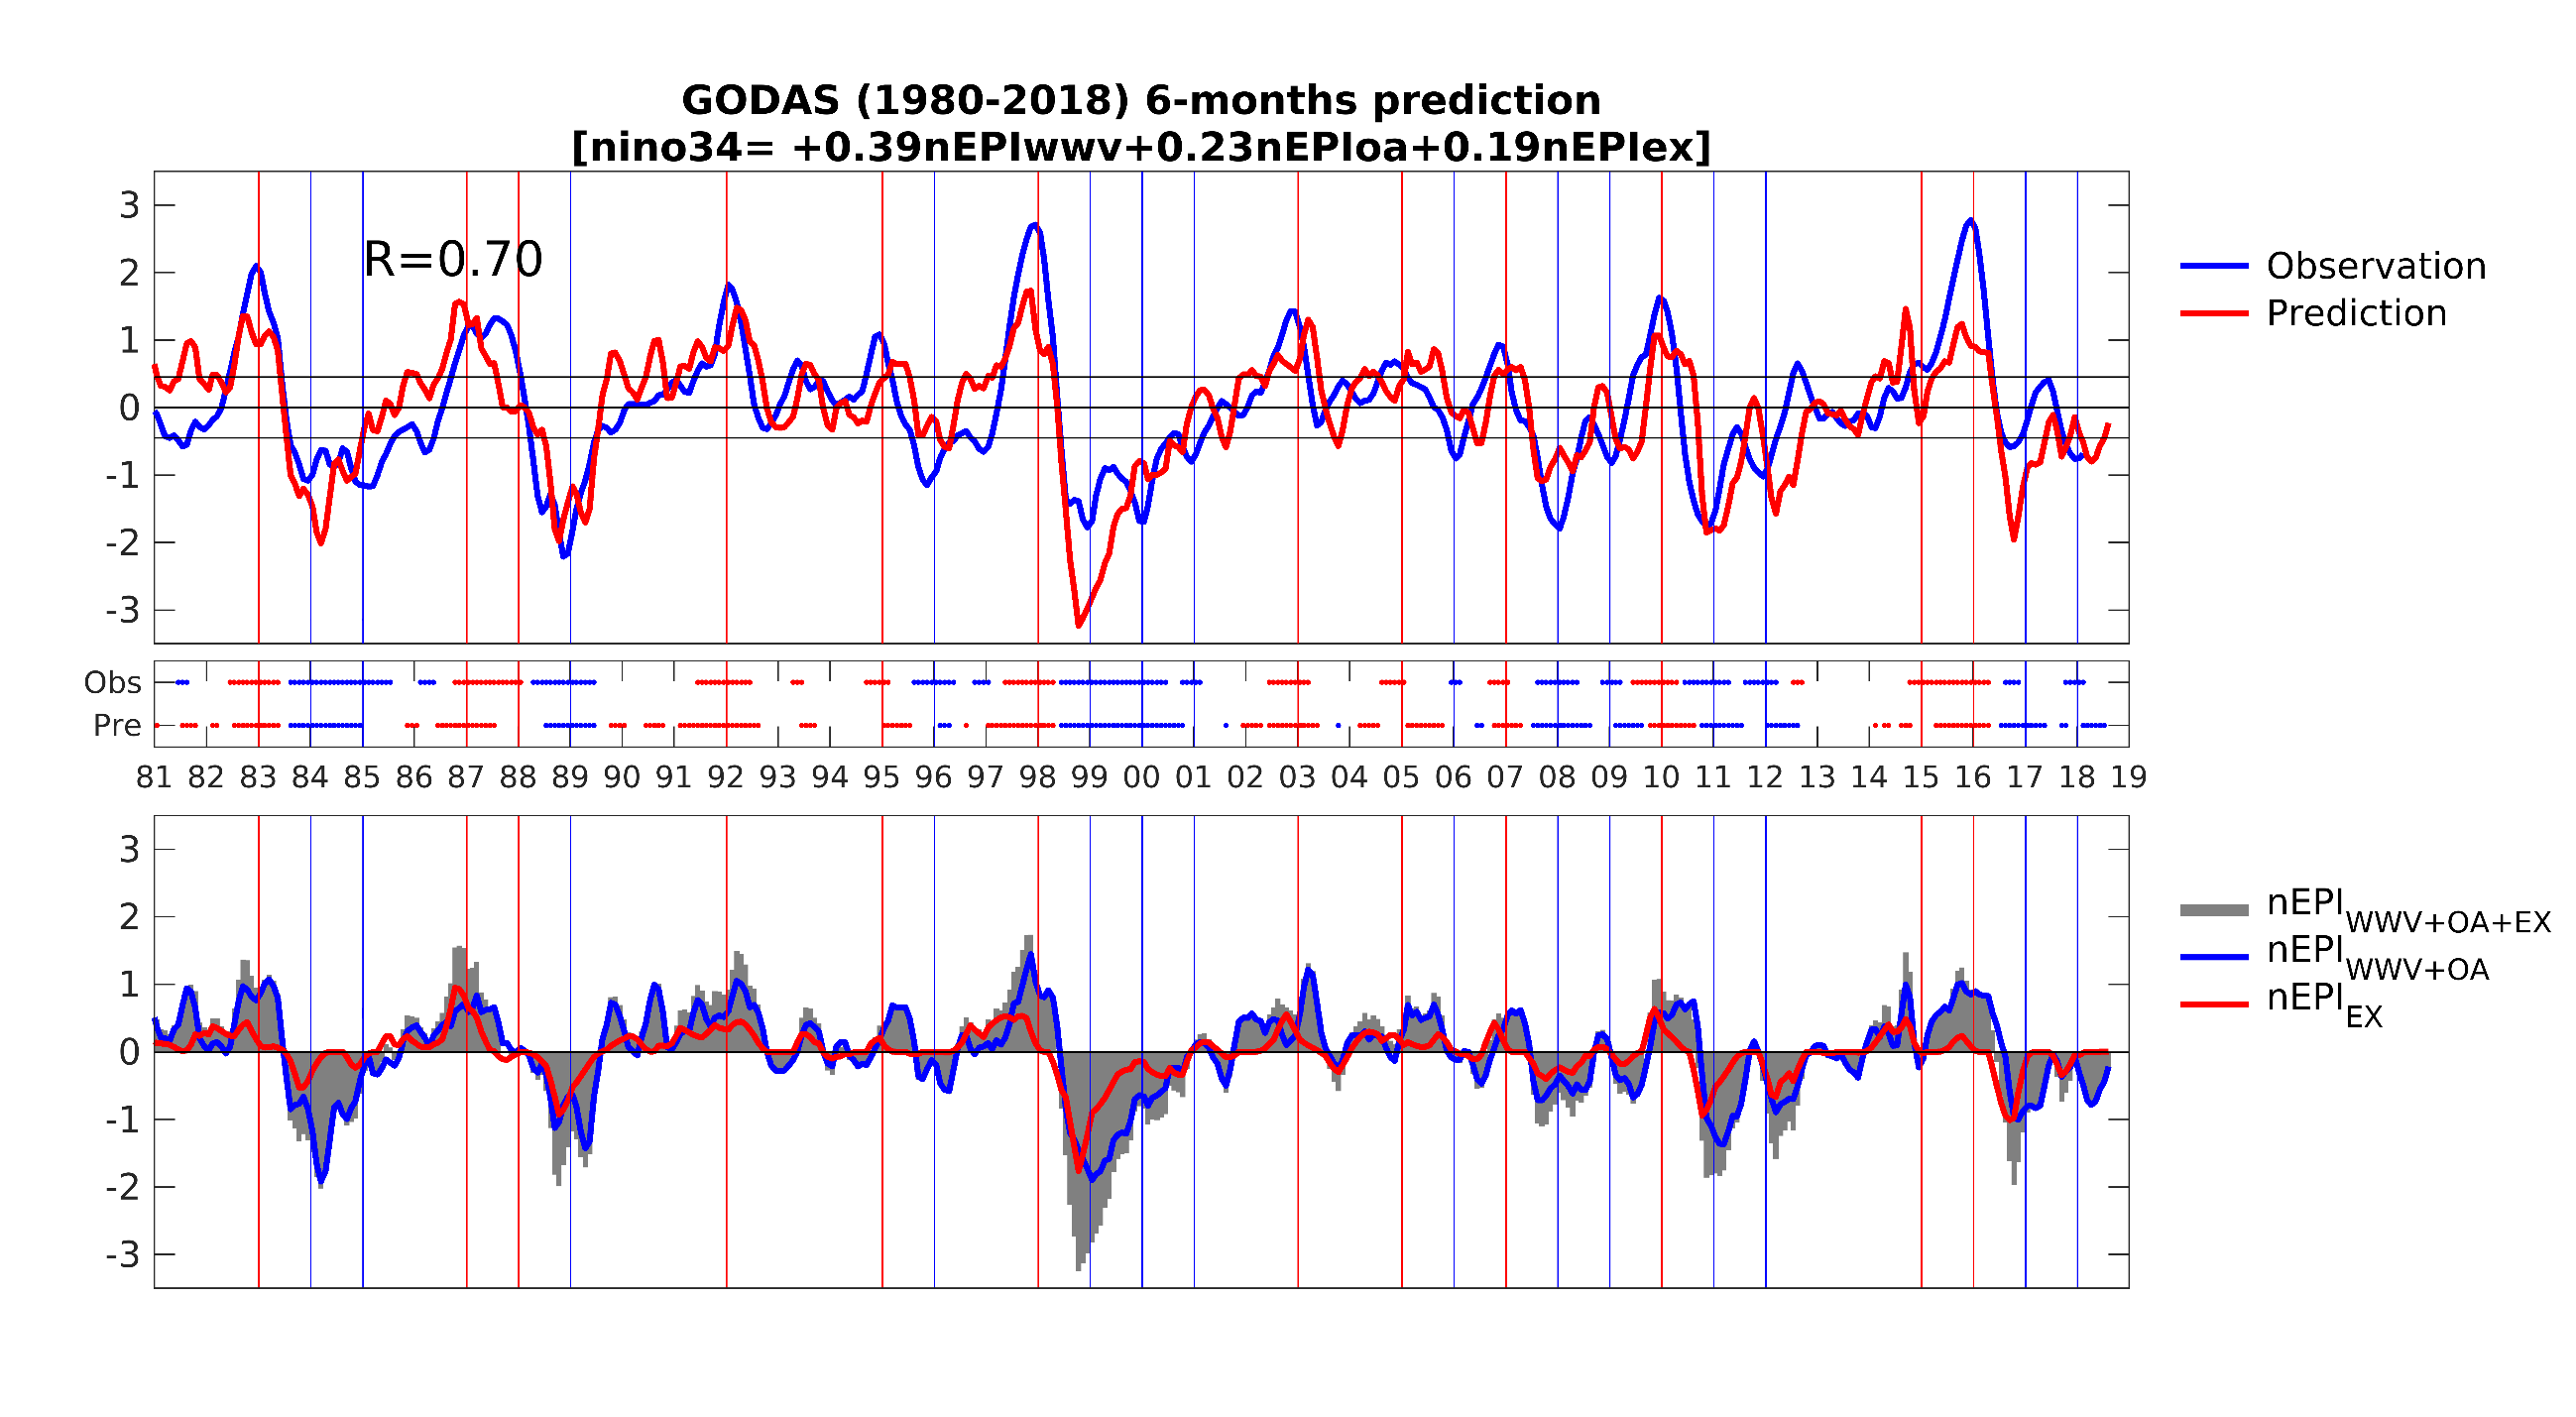 GODAS (1980-2018) 6-months prediction
[nino34= +0.39nEPIwwv+0.23nEPIoa+0.19nEPIex]
3
2
1
0
-1
-2
-3
R=0.70
Observation
Prediction
Obs
Pre
81 82 83 84 85 86 87 88 89 90 91 92 93 94 95 96 97 98 99 00 01 02 03 04 05 06 07 08 09 10 11 12 13 14 15 16 17 18 19
3
2
1
0
-1
-2
-3
nEPIWWV+OA+EX
nEPIWWV+OA
nEPIEX